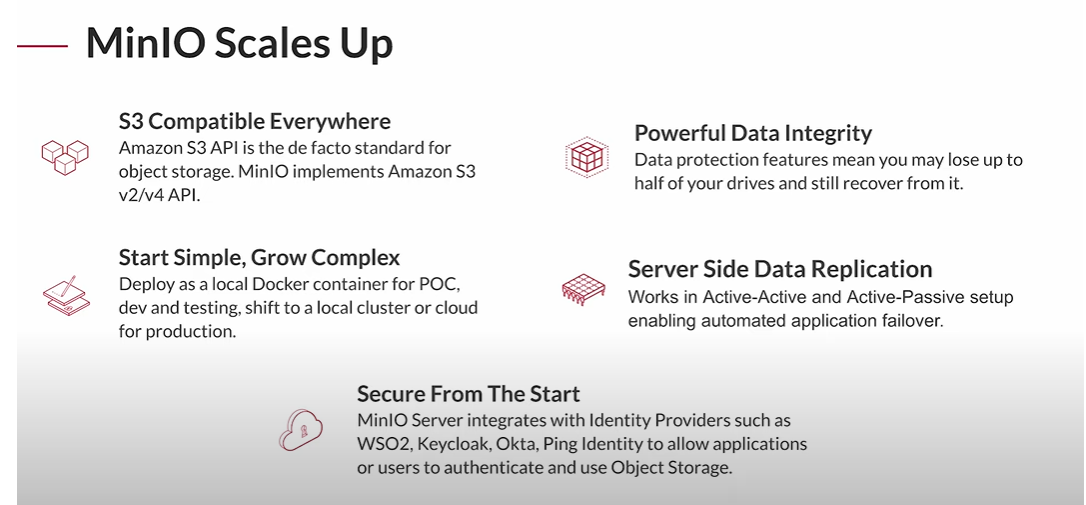 MinIO Scales Up
S3 Compatible Everywhere
Amazon S3 API is the de facto standard for
object storage. MinIO implements Amazon S3
v2/v4 API.
Powerful Data Integrity
Data protection features mean you may lose up to
half of your drives and still recover from it.
Start Simple, Grow Complex
Deploy as a local Docker container for POC,
dev and testing, shift to a local cluster or cloud
for production.
Server Side Data Replication
Works in Active-Active and Active-Passive setup
enabling automated application failover.
Secure From The Start
MinIO Server integrates with Identity Providers such as
WSO2, Keycloak, Okta, Ping Identity to allow applications
or users to authenticate and use Object Storage.